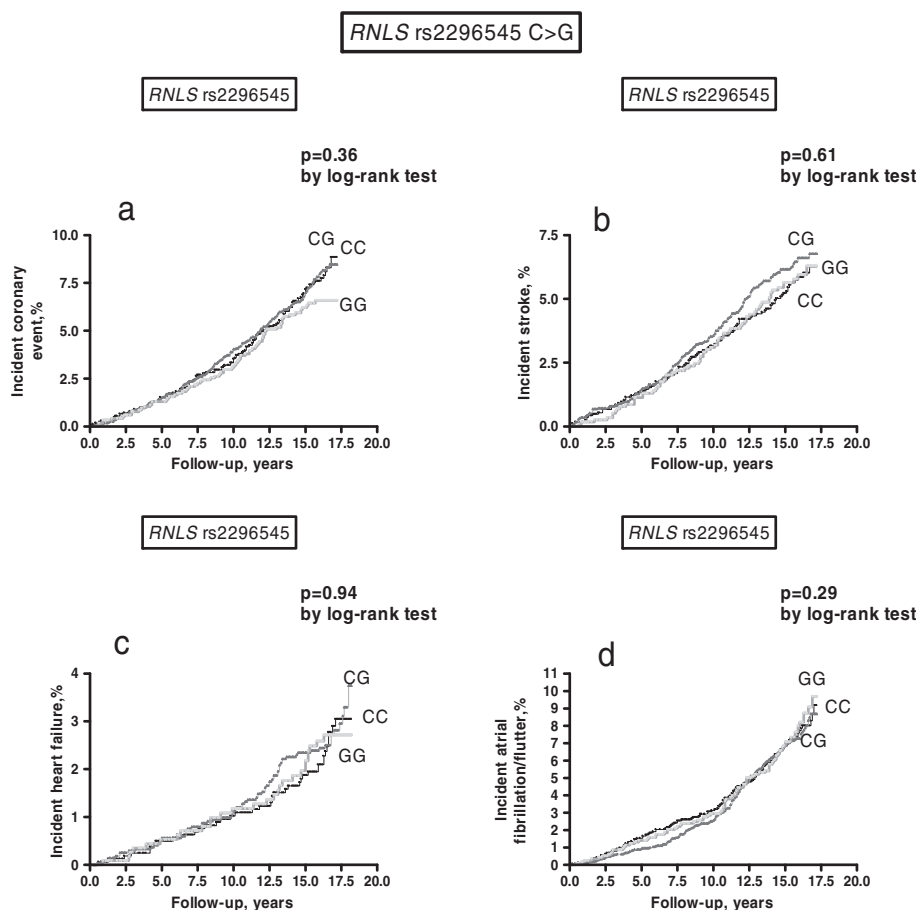 RNLS rs2296545 C>G
RNLS rs2296545
p=0.36
by log-rank test
a
10.0
7.5
5.0
2.5
0.0
Incident coronary
event,%
CG
CC
GG
0.0 2.5 5.0 7.5 10.0 12.5 15.0 17.5 20.0
Follow-up, years
RNLS rs2296545
p=0.61
by log-rank test
b
7.5
5.0
2.5
0.0
Incident stroke, %
CG
GG
CC
0.0 2.5 5.0 7.5 10.0 12.5 15.0 17.5 20.0
Follow-up, years
RNLS rs2296545
p=0.94
by log-rank test
c
4
3
2
1
0
Incident heart failure,%
CG
CC
GG
0.0 2.5 5.0 7.5 10.0 12.5 15.0 17.5 20.0
Follow-up, years
RNLS rs2296545
p=0.29
by log-rank test
d
11
10
9
8
7
6
5
4
3
2
1
0
Incident atrial
fibrillation/flutter,%
GG
CC
CG
0.0 2.5 5.0 7.5 10.0 12.5 15.0 17.5 20.0
Follow-up, years